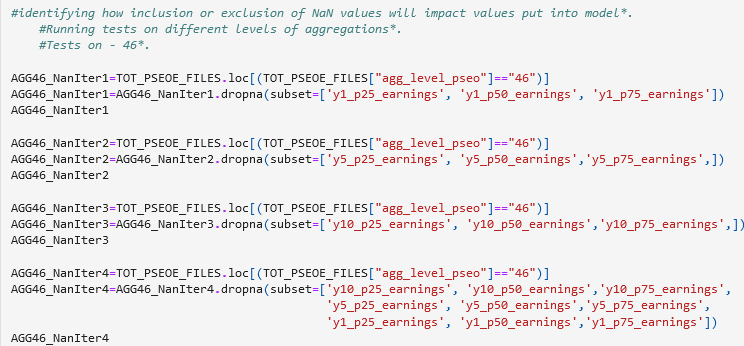 #identifying how inclusion or exclusion of NaN values will impact values put into model*.
#Running tests on different levels of aggregations*.
#Tests on - 46*.
AGG46_NanIter1=TOT_PSEOE_FILES.loc[(TOT_PSEOE_FILES["agg_level_pseo"]=="46")]
AGG46_NanIter1=AGG46_NanIter1.dropna(subset=['y1_p25_earnings', 'y1_p50_earnings', 'y1_p75_earnings'])
AGG46_NanIter1
AGG46_NanIter2=TOT_PSEOE_FILES.loc[(TOT_PSEOE_FILES["agg_level_pseo"]=="46")]
AGG46_NanIter2=AGG46_NanIter2.dropna(subset=['y5_p25_earnings', 'y5_p50_earnings','y5_p75_earnings',])
AGG46_NanIter2
AGG46_NanIter3=TOT_PSEOE_FILES.loc[(TOT_PSEOE_FILES["agg_level_pseo"]=="46")]
AGG46_NanIter3=AGG46_NanIter3.dropna(subset=['y10_p25_earnings', 'y10_p50_earnings','y10_p75_earnings',])
AGG46_NanIter3
AGG46_NanIter4=TOT_PSEOE_FILES.loc[(TOT_PSEOE_FILES["agg_level_pseo"]=="46")]
AGG46_NanIter4=AGG46_NanIter4.dropna(subset=['y10_p25_earnings', 'y10_p50_earnings','y10_p75_earnings',
'y5_p25_earnings', 'y5_p50_earnings','y5_p75_earnings',
'y1_p25_earnings', 'y1_p50_earnings','y1_p75_earnings'])
AGG46_NanIter4